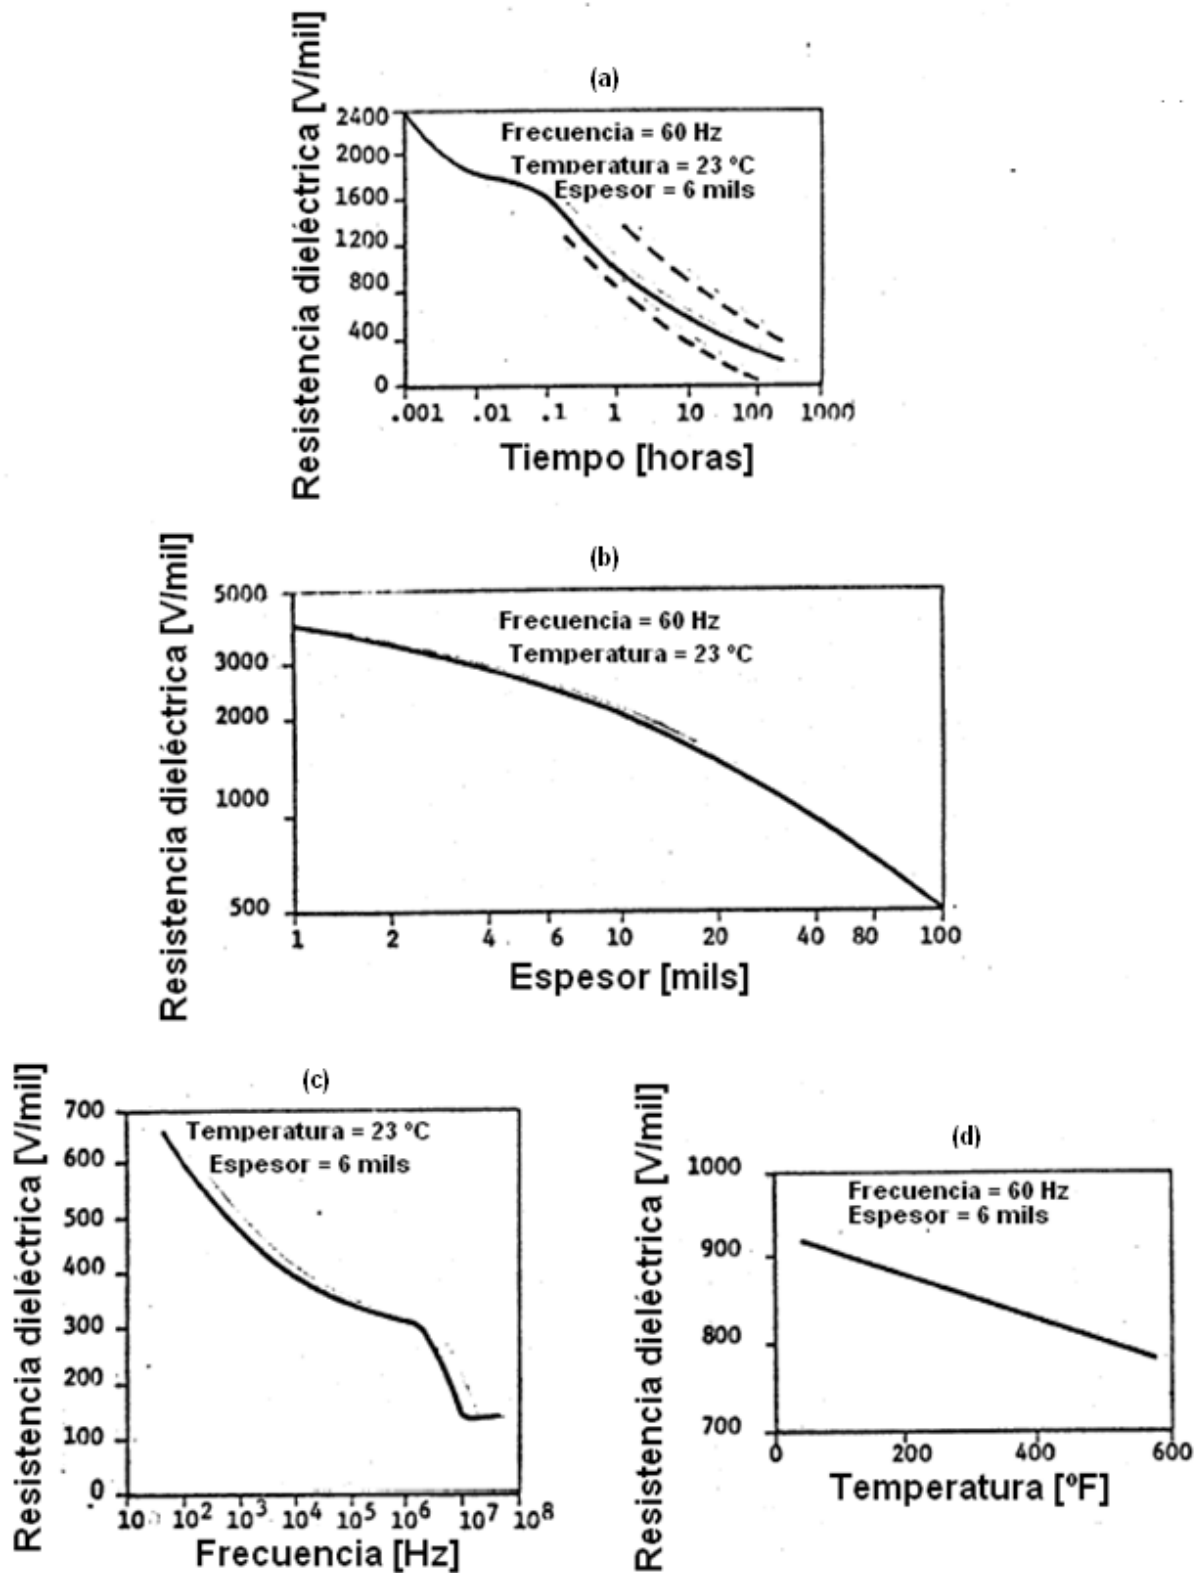 (a)
Resistencia dieléctrica [V/mil]
2400
2000
1600
1200
800
400
0
Frecuencia = 60 Hz
Temperatura = 23 ºC
Espesor = 6 mils
.001 .01 .1 1 10 100 1000
Tiempo [horas]
(b)
Resistencia dieléctrica [V/mil]
5000
3000
2000
1000
500
Frecuencia = 60 Hz
Temperatura = 23 ºC
1 2 4 6 10 20 40 80 100
Espesor [mils]
(c)
Resistencia dieléctrica [V/mil]
700
600
500
400
300
200
100
0
Temperatura = 23 ºC
Espesor = 6 mils
10 10² 10³ 10⁴ 10⁵ 10⁶ 10⁷ 10⁸
Frecuencia [Hz]
(d)
Resistencia dieléctrica [V/mil]
1000
900
800
700
Frecuencia = 60 Hz
Espesor = 6 mils
0 200 400 600
Temperatura [ºF]